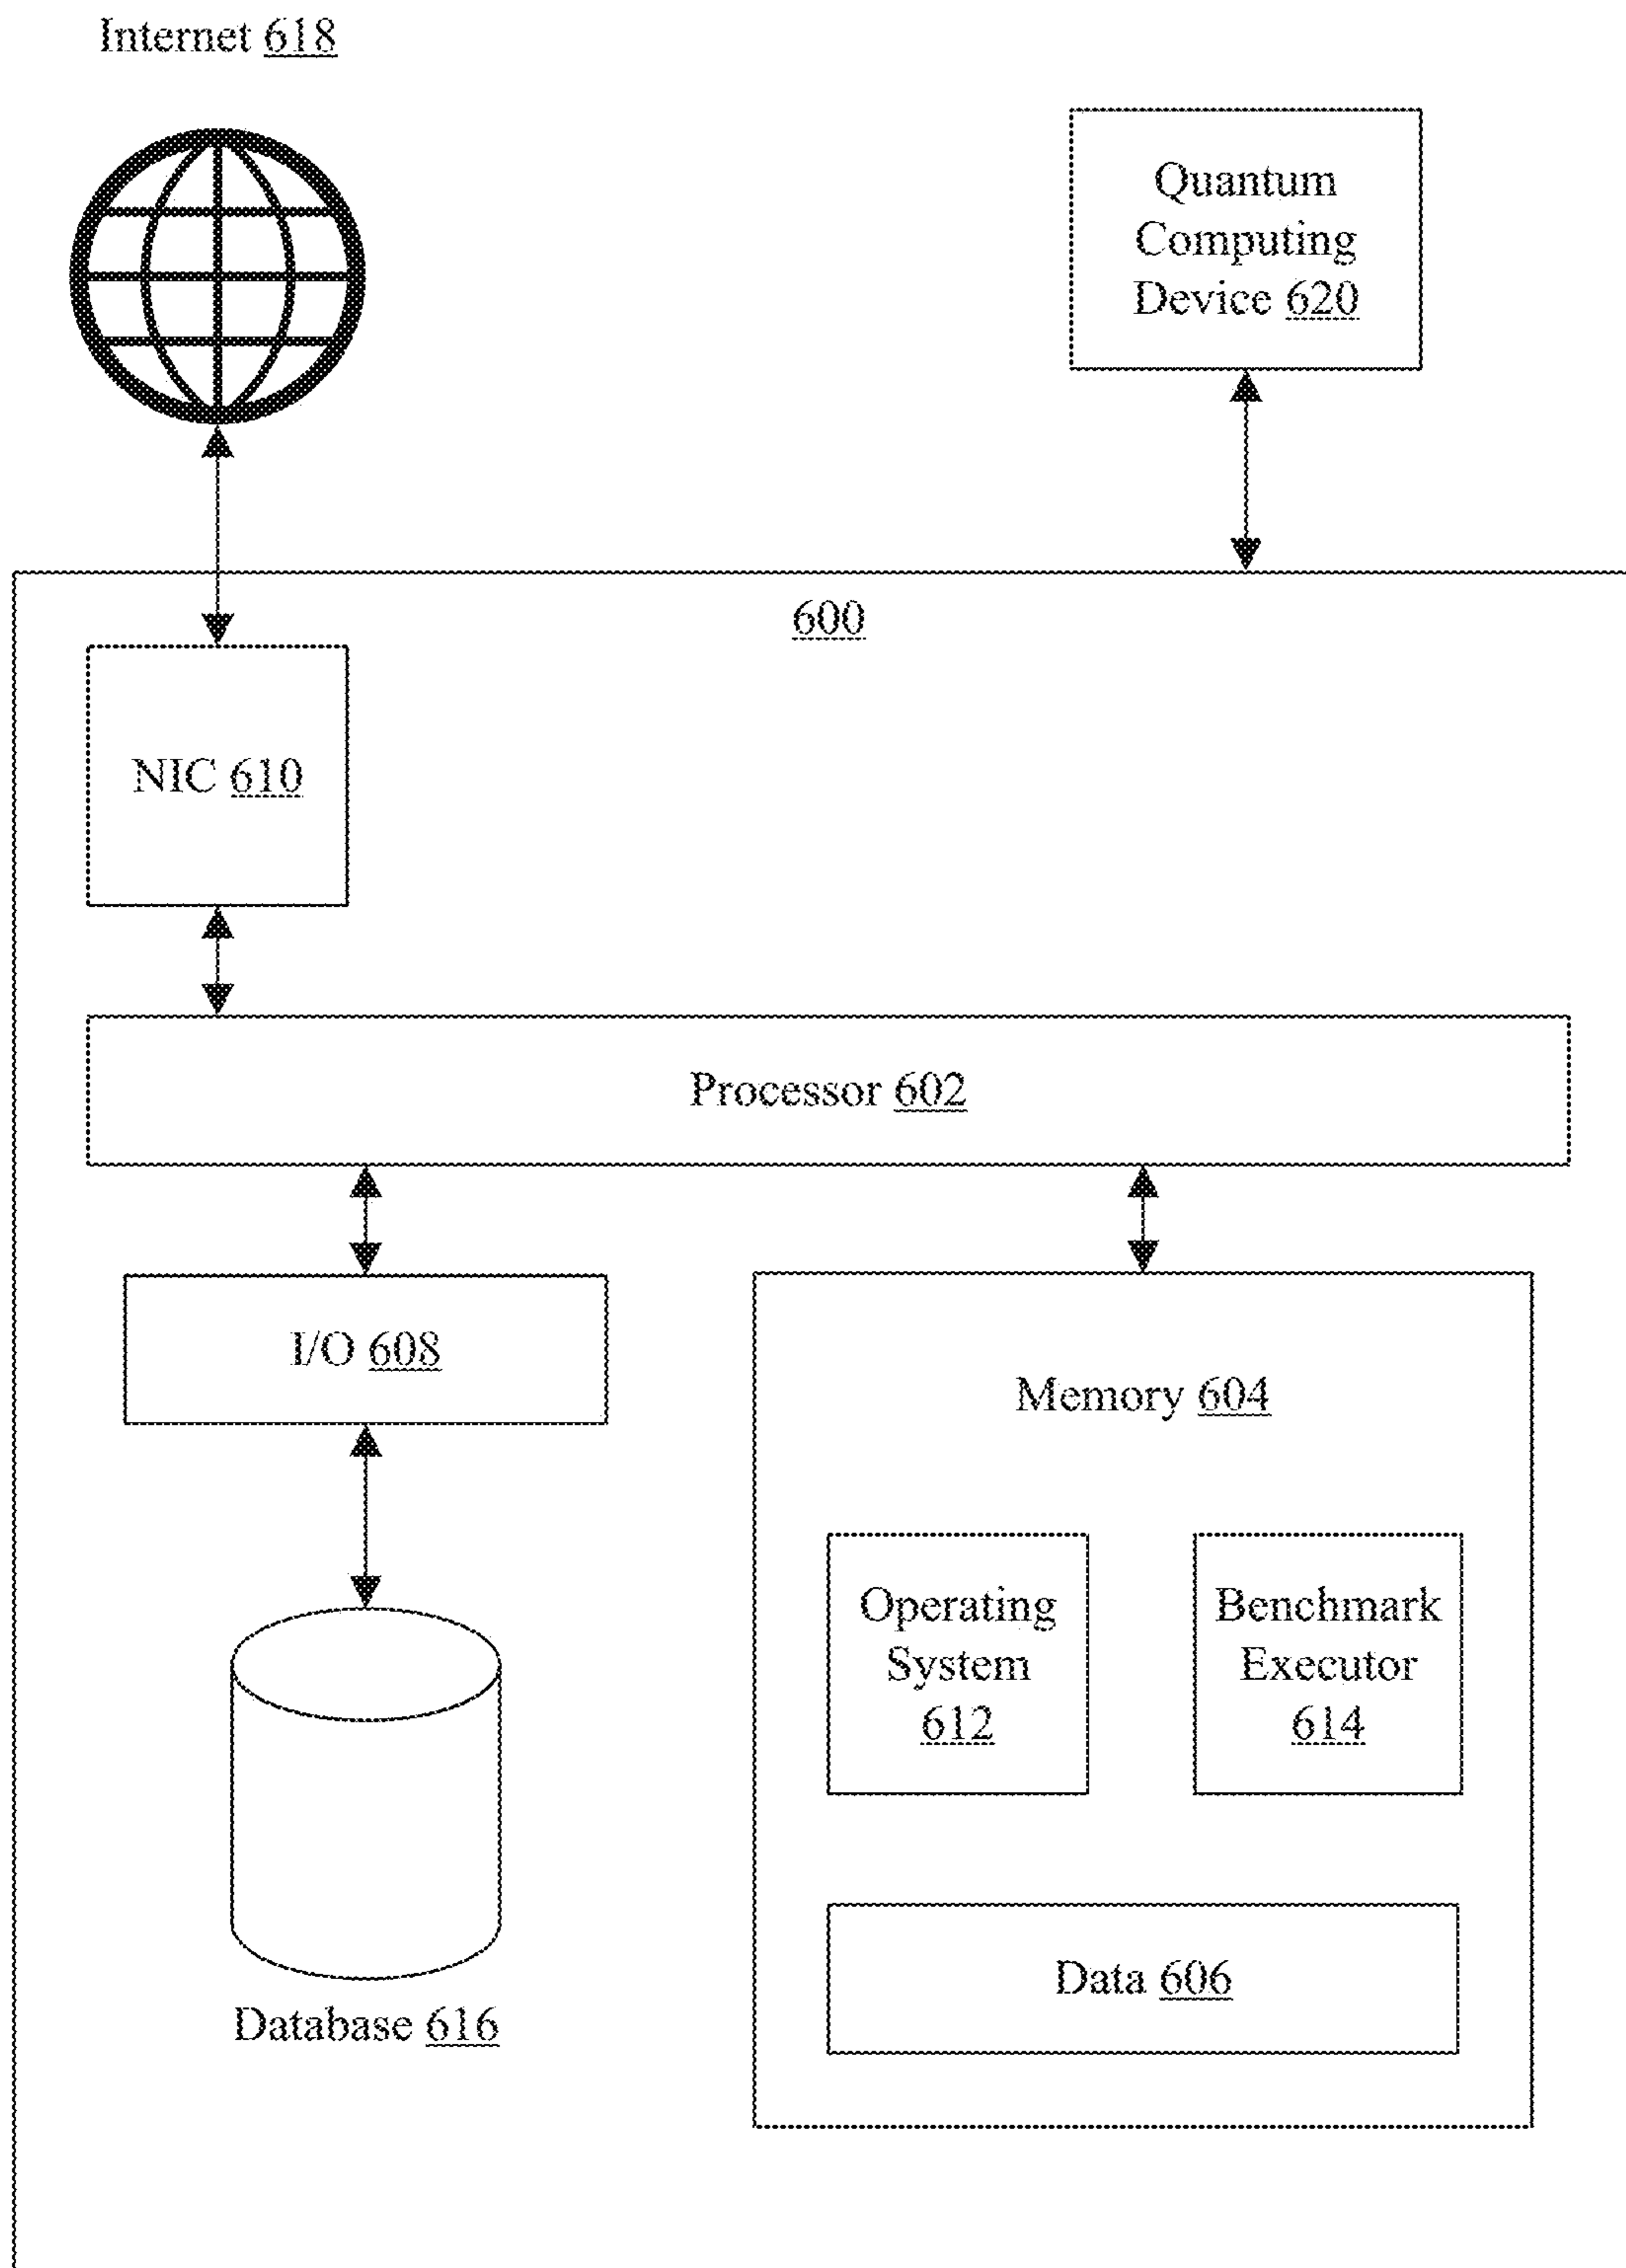 Internet 618
Quantum
Computing
Device 620
600
NIC 610
Processor 602
I/O 608
Memory 604
Operating
System
612
Benchmark
Executor
614
Data 606
Database 616